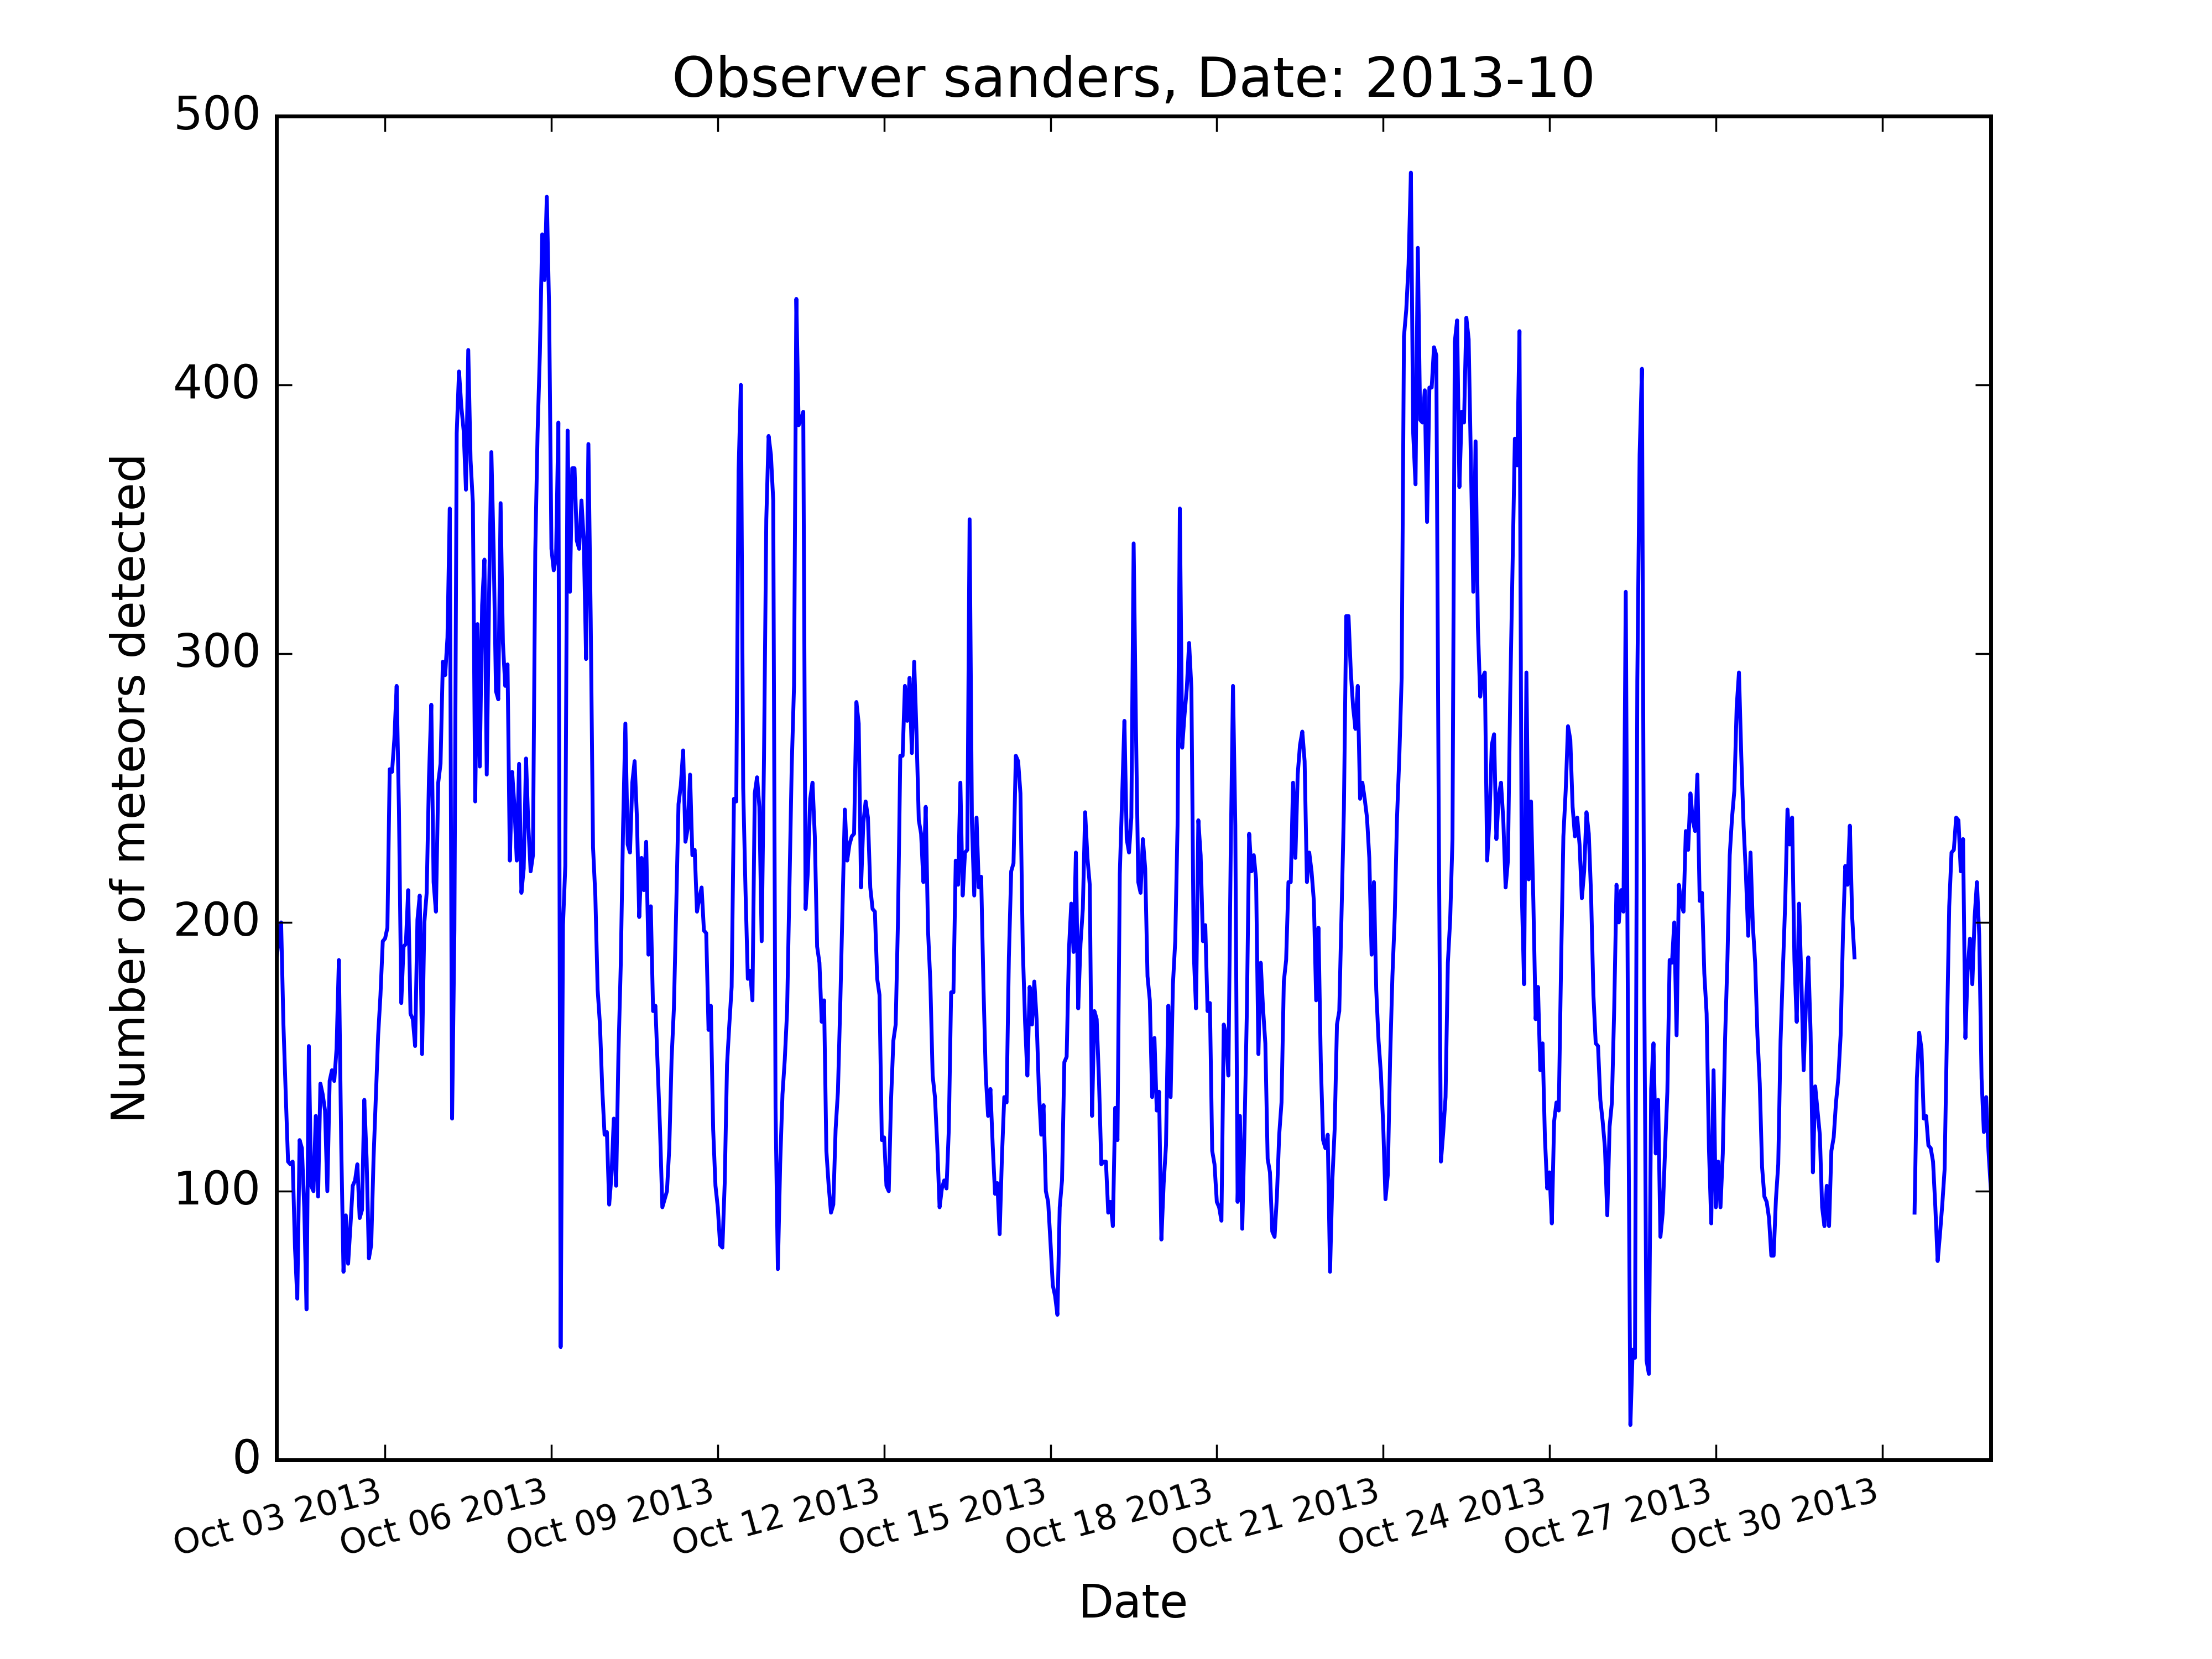 Observer sanders, Date: 2013-10
500
400
300
200
100
0
Number of meteors detected
Oct 03 2013
Oct 06 2013
Oct 09 2013
Oct 12 2013
Oct 15 2013
Oct 18 2013
Oct 21 2013
Oct 24 2013
Oct 27 2013
Oct 30 2013
Date